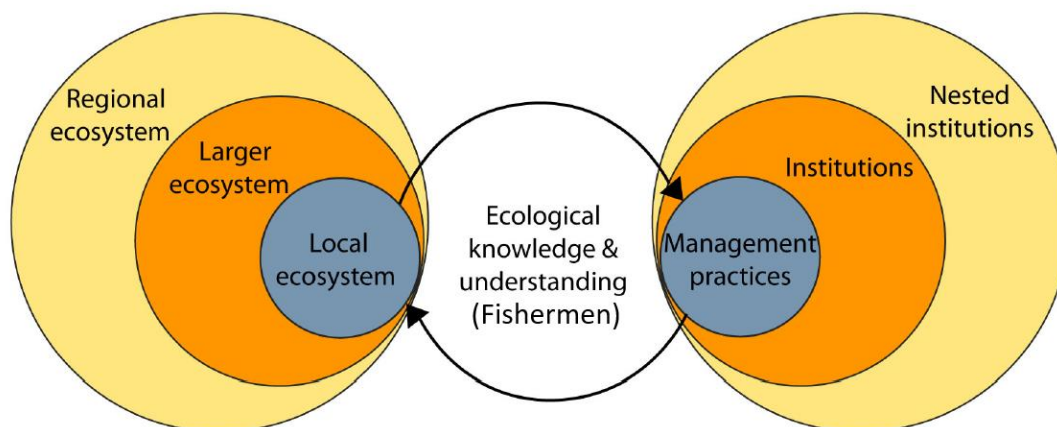 Regional
ecosystem
Larger
ecosystem
Local
ecosystem
Ecological
knowledge &
understanding
(Fishermen)
Nested
institutions
Institutions
Management
practices